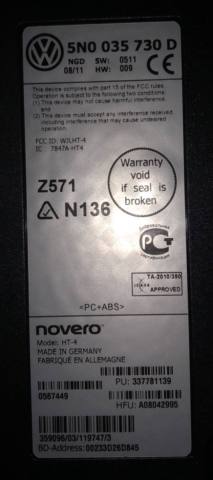 5N0 035 730 D
NGD SW: 0511
08/11 HW: 009
This device complies with part 15 of the FCC rules.
Operation is subject to the following two conditions:
(1) This device may not cause harmful interference,
and
(2) this device must accept any interference received,
including interference that may cause undesired
operation.
FCC ID: WJLHT-4
IC 7847A-HT4
Warranty
void
if seal is
broken
Z571
N136
TA-2010/350
APPROVED
>PC+ABS<
novero
Model: HT-4
MADE IN GERMANY
FABRIQUÉ EN ALLEMAGNE
PU: 337781139
0567449
HFU: A08042995
359096/03/119747/3
BD-Address: 00233D26D845